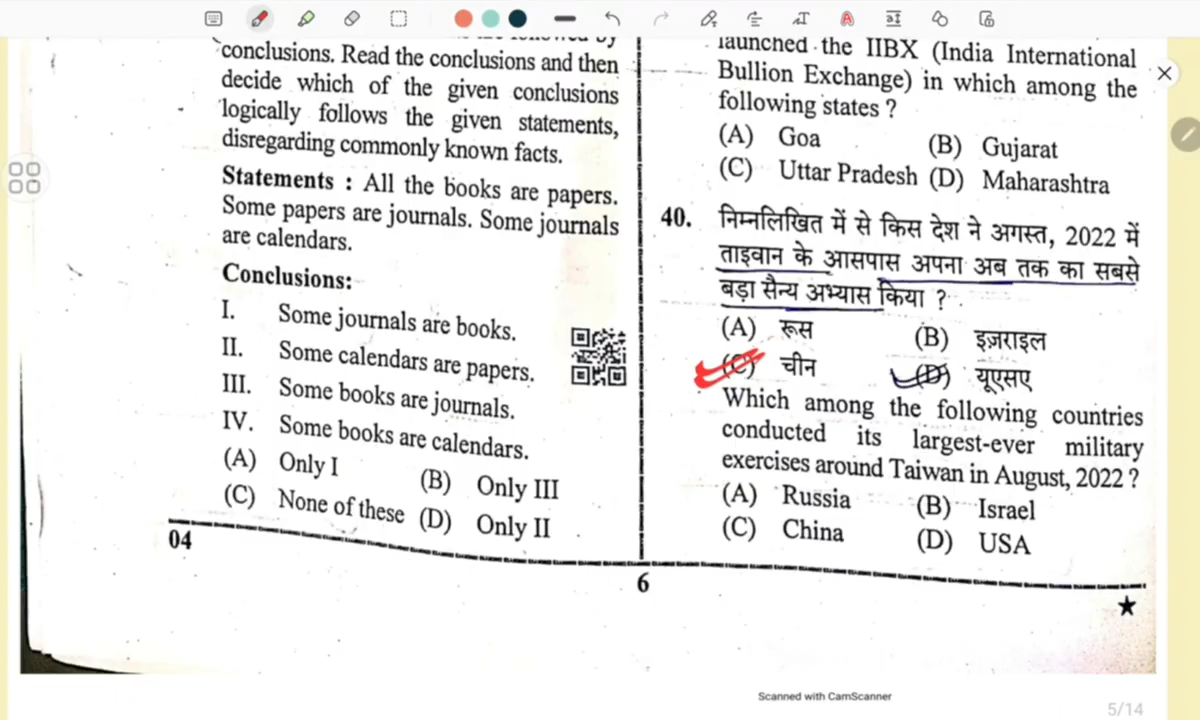 conclusions. Read the conclusions and then
decide which of the given conclusions
logically follows the given statements,
disregarding commonly known facts.
Statements : All the books are papers.
Some papers are journals. Some journals
are calendars.
Conclusions:
I. Some journals are books.
II. Some calendars are papers.
III. Some books are journals.
IV. Some books are calendars.
(A) Only I (B) Only III
(C) None of these (D) Only II
04
launched the IIBX (India International
Bullion Exchange) in which among the
following states ?
(A) Goa (B) Gujarat
(C) Uttar Pradesh (D) Maharashtra
40. निम्नलिखित में से किस देश ने अगस्त, 2022 में
ताइवान के आसपास अपना अब तक का सबसे
बड़ा सैन्य अभ्यास किया ?
(A) रूस (B) इज़राइल
(C) चीन (D) यूएसए
Which among the following countries
conducted its largest-ever military
exercises around Taiwan in August, 2022 ?
(A) Russia (B) Israel
(C) China (D) USA
6
Scanned with CamScanner
5/14